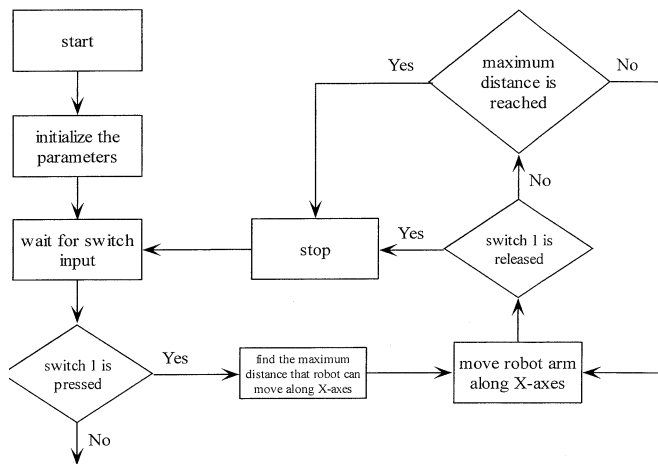 start
initialize the
parameters
wait for switch
input
switch 1 is
pressed
Yes
No
find the maximum
distance that robot can
move along X-axes
move robot arm
along X-axes
switch 1 is
released
Yes
No
stop
maximum
distance is
reached
Yes
No